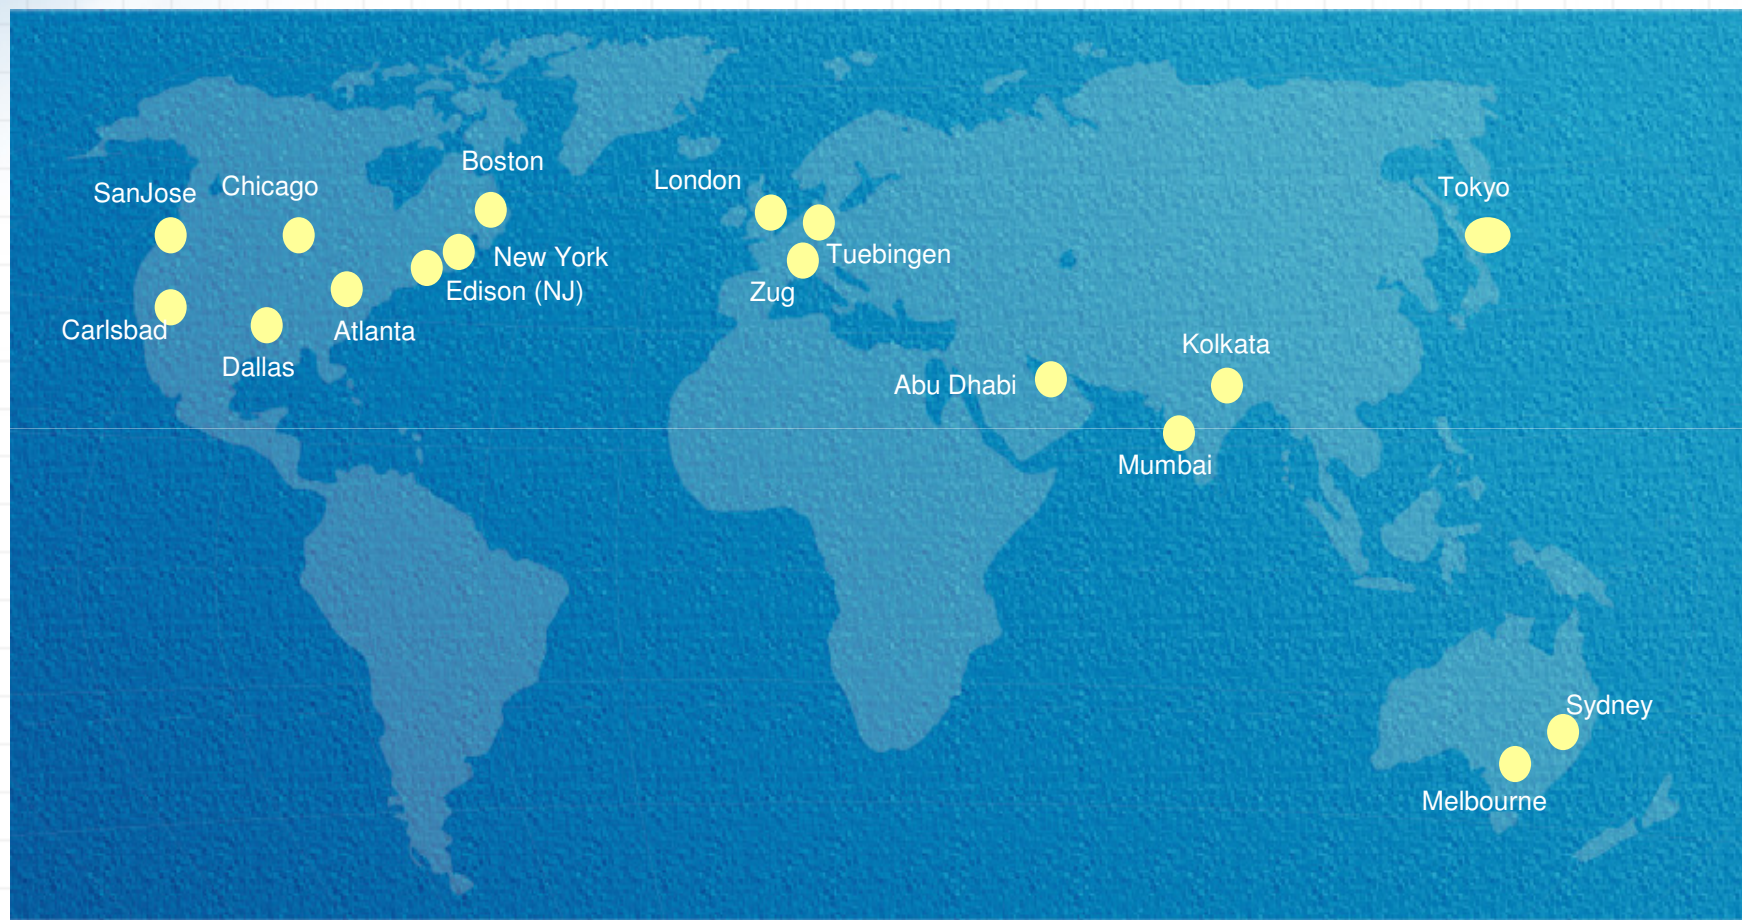 Boston
London
Chicago
SanJose
Tokyo
New York
Tuebingen
Edison (NJ)
Zug
Carlsbad
Atlanta
Kolkata
Dallas
Abu Dhabi
Mumbai
Sydney
Melbourne